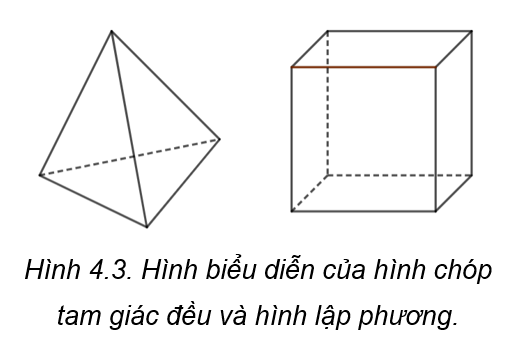 Hình 4.3. Hình biểu diễn của hình chóp
tam giác đều và hình lập phương.